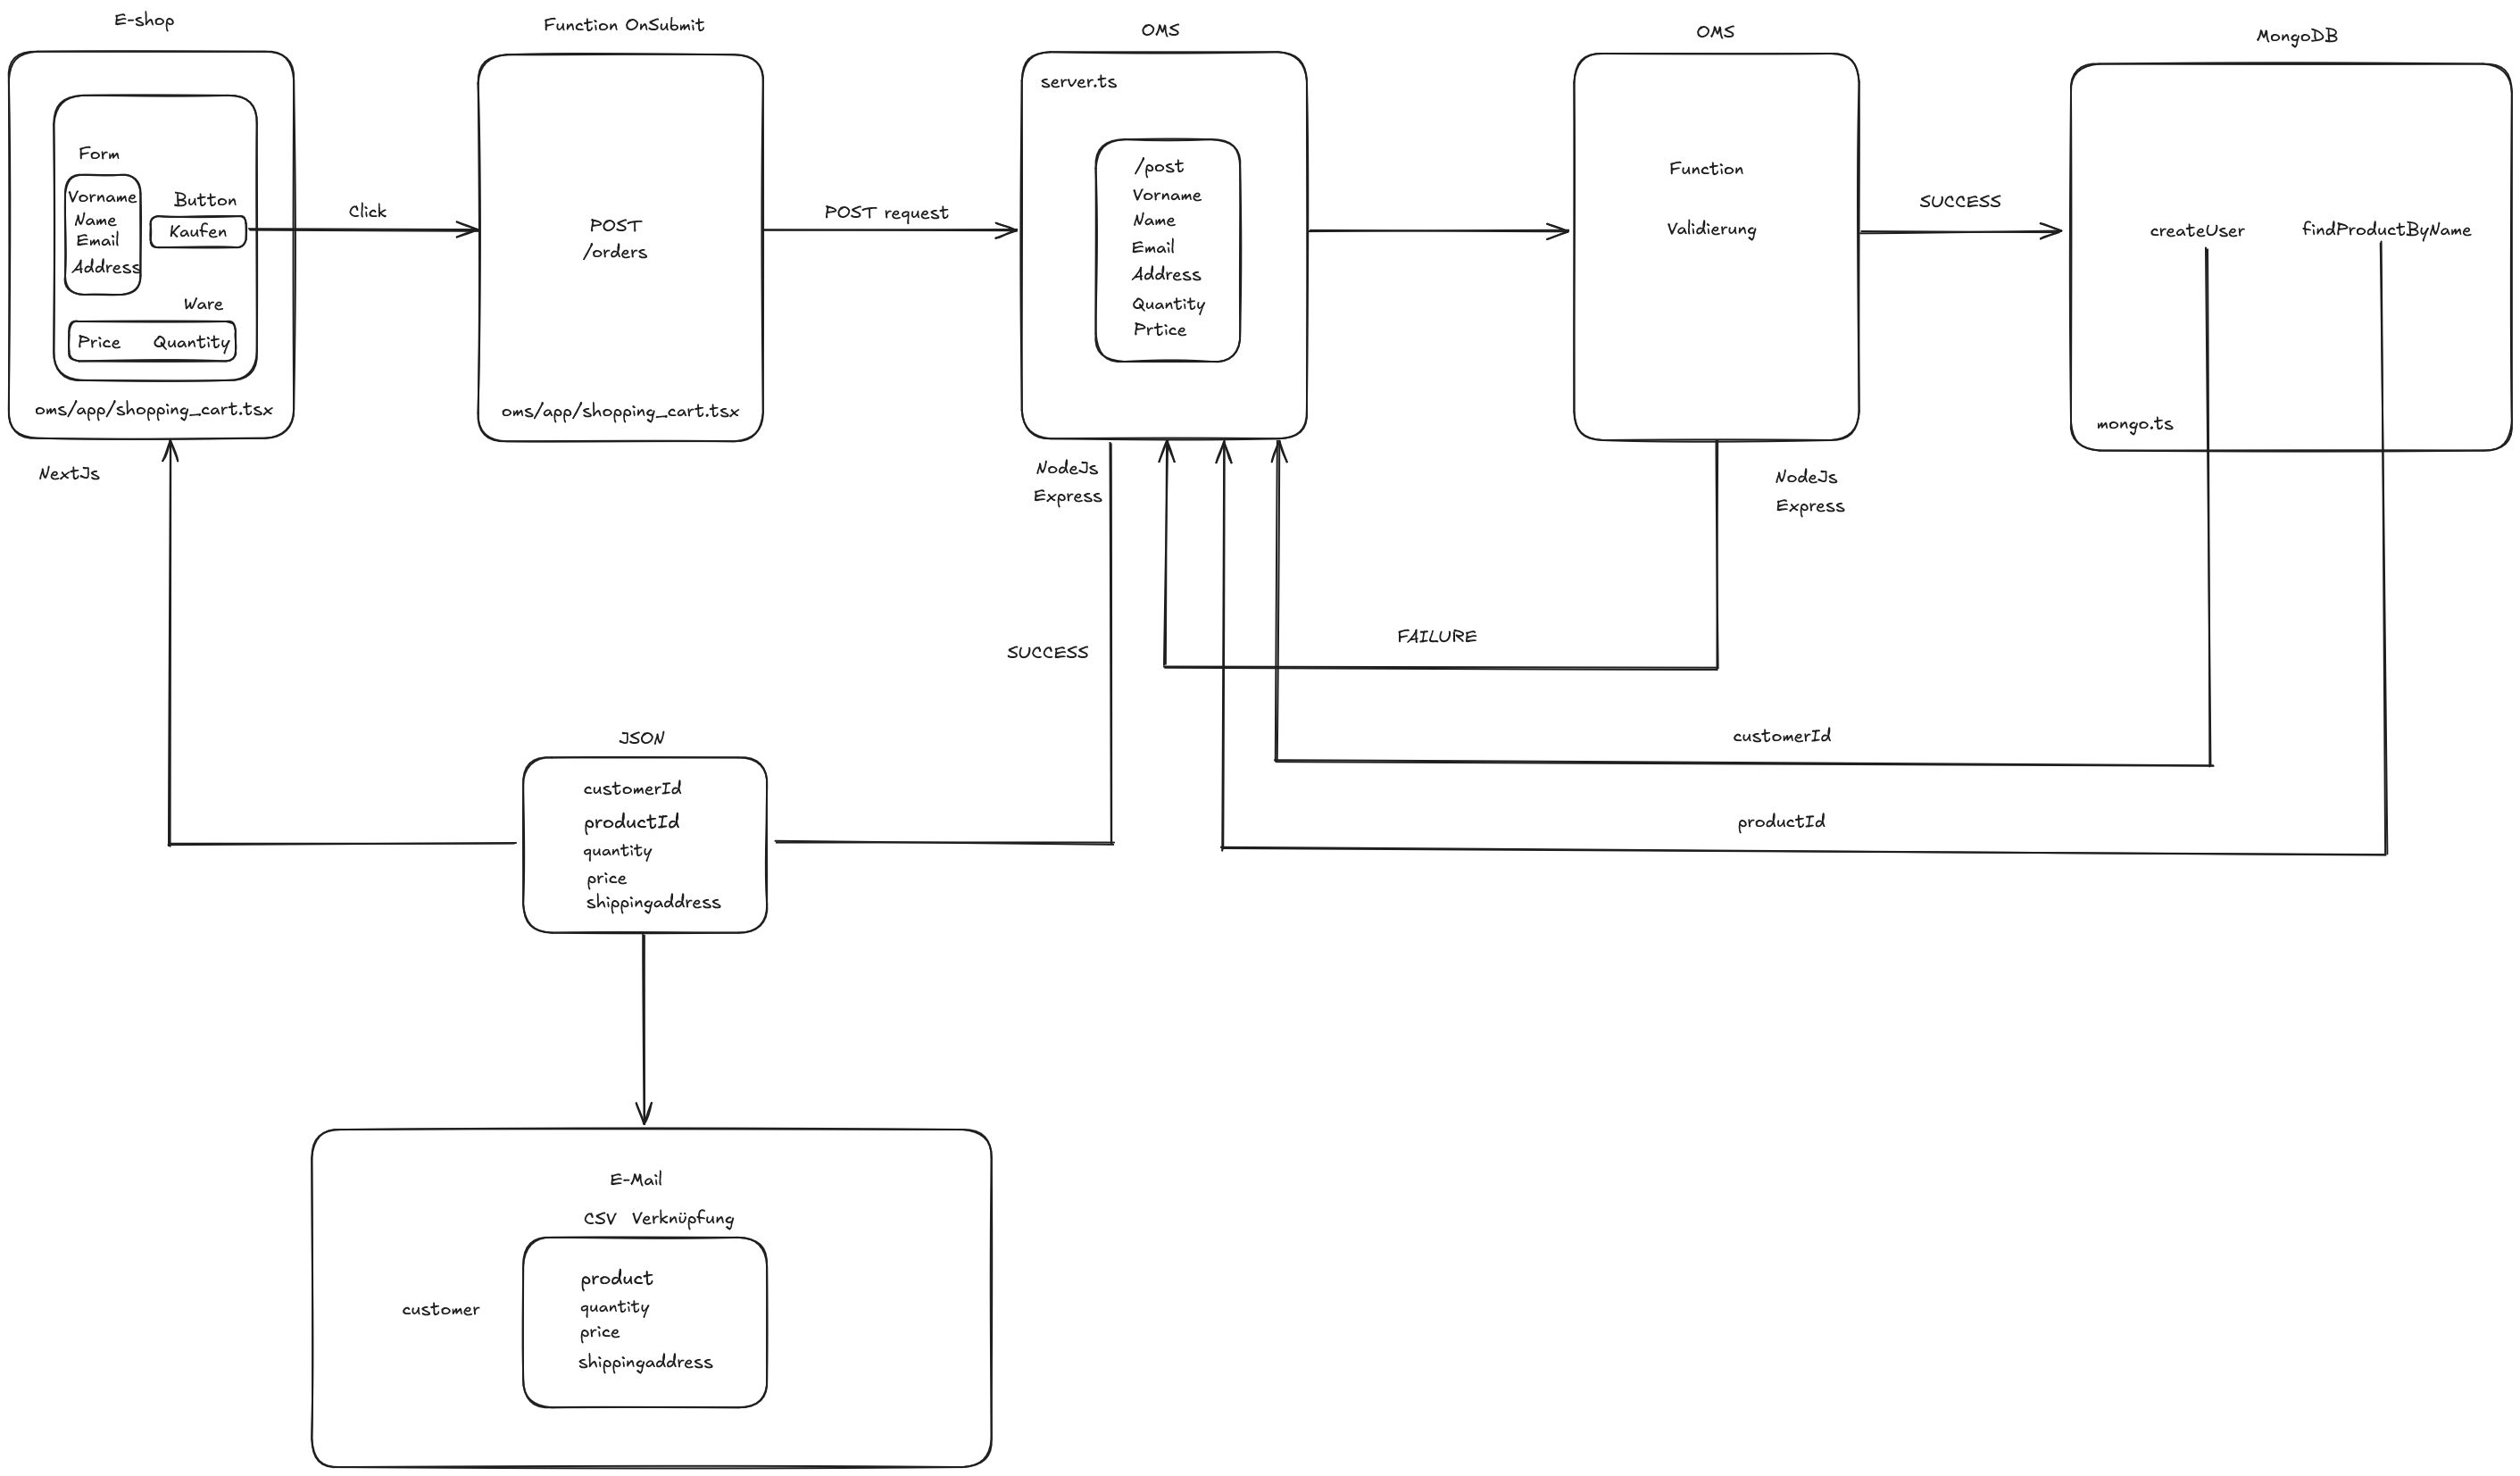 E-shop
Form
Vorname
Name
Email
Address
Button
Kaufen
Ware
Price Quantity
oms/app/shopping_cart.tsx
NextJs
Click
Function OnSubmit
POST
/orders
oms/app/shopping_cart.tsx
POST request
OMS
server.ts
/post
Vorname
Name
Email
Address
Quantity
Prtice
NodeJs
Express
OMS
Function
Validierung
NodeJs
Express
SUCCESS
MongoDB
createUser findProductByName
mongo.ts
FAILURE
SUCCESS
customerId
productId
JSON
customerId
productId
quantity
price
shippingaddress
E-Mail
CSV Verknüpfung
customer
product
quantity
price
shippingaddress